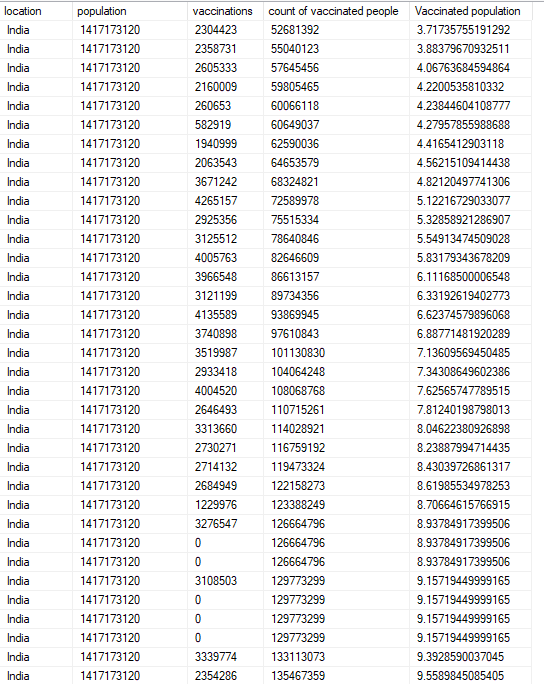 location population vaccinations count of vaccinated people Vaccinated population
India 1417173120 2304423 52681392 3.71735755191292
India 1417173120 2358731 55040123 3.88379670932511
India 1417173120 2605333 57645456 4.06763684594864
India 1417173120 2160009 59805465 4.2200535810332
India 1417173120 260653 60066118 4.23844604108777
India 1417173120 582919 60649037 4.27957855988688
India 1417173120 1940999 62590036 4.4165412903118
India 1417173120 2063543 64653579 4.56215109414438
India 1417173120 3671242 68324821 4.82120497741306
India 1417173120 4265157 72589978 5.12216729033077
India 1417173120 2925356 75515334 5.32858921286907
India 1417173120 3125512 78640846 5.54913474509028
India 1417173120 4005763 82646609 5.83179343678209
India 1417173120 3966548 86613157 6.11168500006548
India 1417173120 3121199 89734356 6.33192619402773
India 1417173120 4135589 93869945 6.62374579896068
India 1417173120 3740898 97610843 6.88771481920289
India 1417173120 3519987 101130830 7.13609569450485
India 1417173120 2933418 104064248 7.34308649602386
India 1417173120 4004520 108068768 7.62565747789515
India 1417173120 2646493 110715261 7.81240198798013
India 1417173120 3313660 114028921 8.04622380926898
India 1417173120 2730271 116759192 8.23887994714435
India 1417173120 2714132 119473324 8.43039726861317
India 1417173120 2684949 122158273 8.61985534978253
India 1417173120 1229976 123388249 8.70664615766915
India 1417173120 3276547 126664796 8.93784917399506
India 1417173120 0 126664796 8.93784917399506
India 1417173120 0 126664796 8.93784917399506
India 1417173120 3108503 129773299 9.15719449999165
India 1417173120 0 129773299 9.15719449999165
India 1417173120 0 129773299 9.15719449999165
India 1417173120 0 129773299 9.15719449999165
India 1417173120 3339774 133113073 9.3928590037045
India 1417173120 2354286 135467359 9.5589845085405